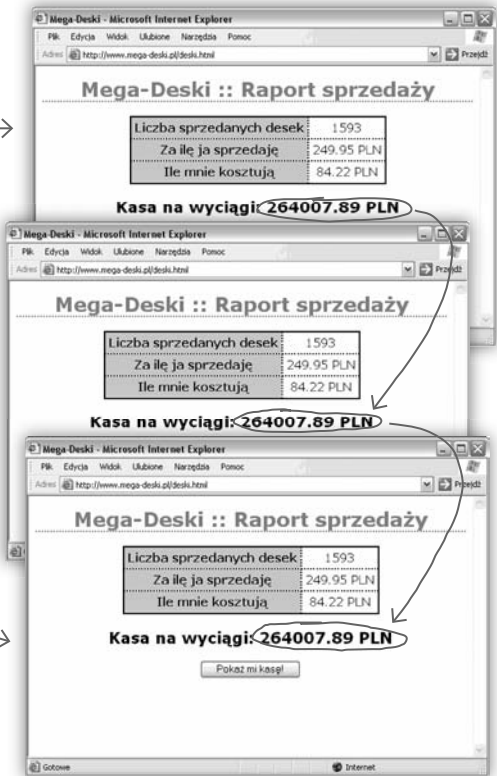 Mega-Deski - Microsoft Internet Explorer
Plik Edycja Widok Ulubione Narzędzia Pomoc
Adres http://www.mega-deski.pl/deski.html Przejdź
Mega-Deski :: Raport sprzedaży
Liczba sprzedanych desek 1593
Za ilę ja sprzedaję 249.95 PLN
Ile mnie kosztują 84.22 PLN
Kasa na wyciągi: 264007.89 PLN
Mega-Deski - Microsoft Internet Explorer
Plik Edycja Widok Ulubione Narzędzia Pomoc
Adres http://www.mega-deski.pl/deski.html Przejdź
Mega-Deski :: Raport sprzedaży
Liczba sprzedanych desek 1593
Za ilę ja sprzedaję 249.95 PLN
Ile mnie kosztują 84.22 PLN
Kasa na wyciągi: 264007.89 PLN
Mega-Deski - Microsoft Internet Explorer
Plik Edycja Widok Ulubione Narzędzia Pomoc
Adres http://www.mega-deski.pl/deski.html Przejdź
Mega-Deski :: Raport sprzedaży
Liczba sprzedanych desek 1593
Za ilę ja sprzedaję 249.95 PLN
Ile mnie kosztują 84.22 PLN
Kasa na wyciągi: 264007.89 PLN
Pokaż mi kasę!
Gotowe Internet